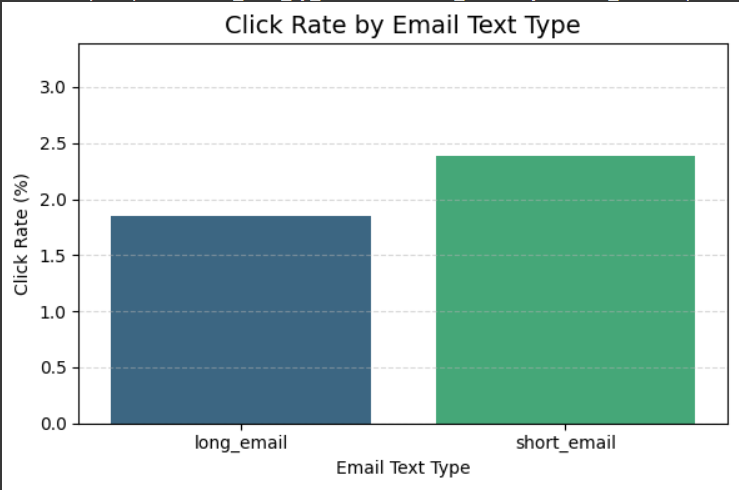 Click Rate by Email Text Type
3.0
2.5
2.0
1.5
1.0
0.5
0.0
Click Rate (%)
long_email short_email
Email Text Type